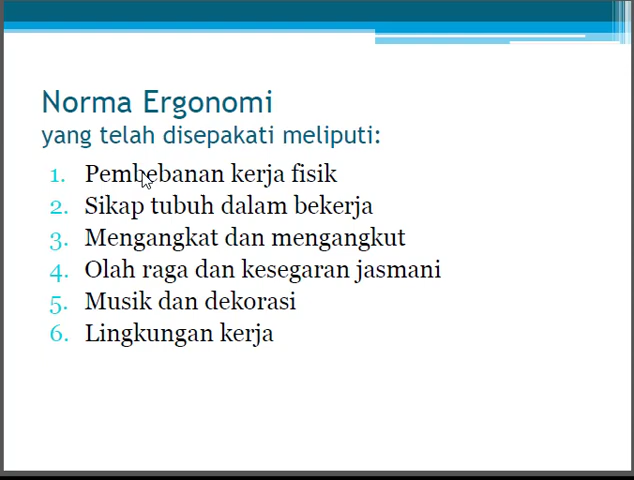 Norma Ergonomi
yang telah disepakati meliputi:
1. Pembebanan kerja fisik
2. Sikap tubuh dalam bekerja
3. Mengangkat dan mengangkut
4. Olah raga dan kesegaran jasmani
5. Musik dan dekorasi
6. Lingkungan kerja